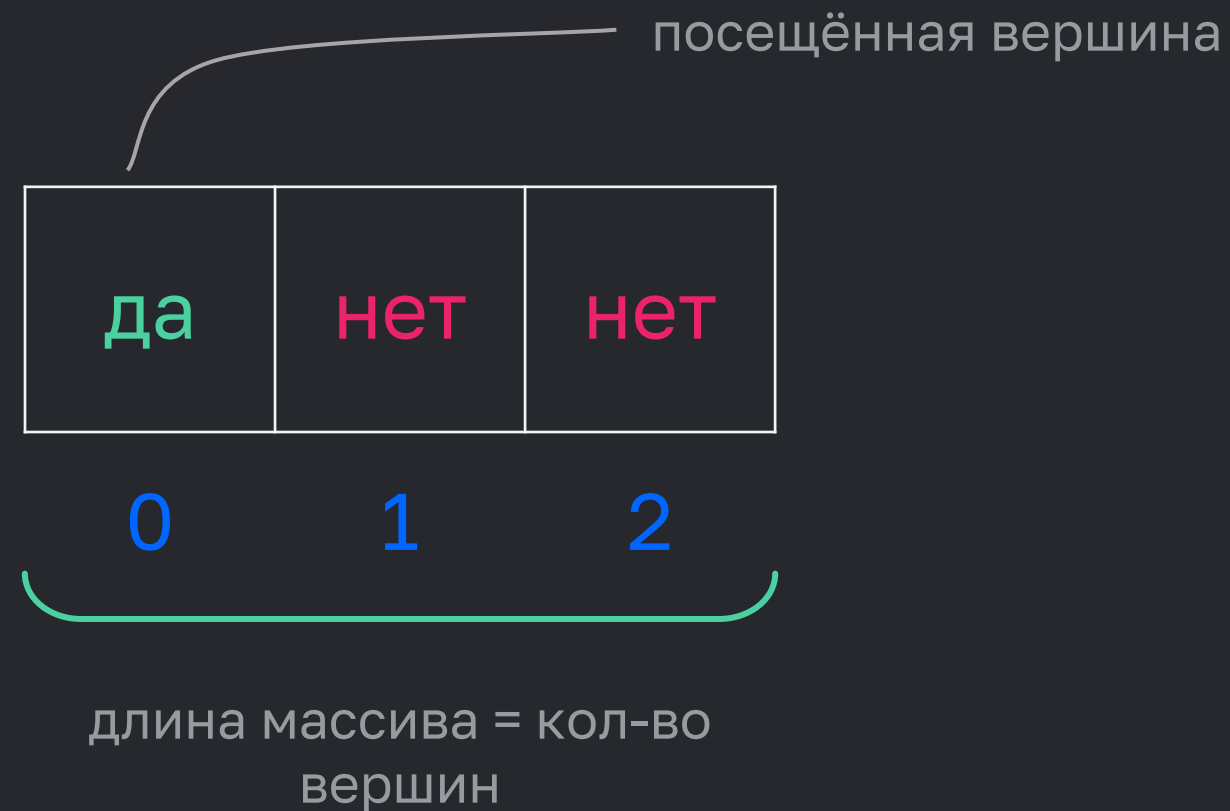 посещённая вершина
да нет нет
0 1 2
длина массива = кол-во
вершин